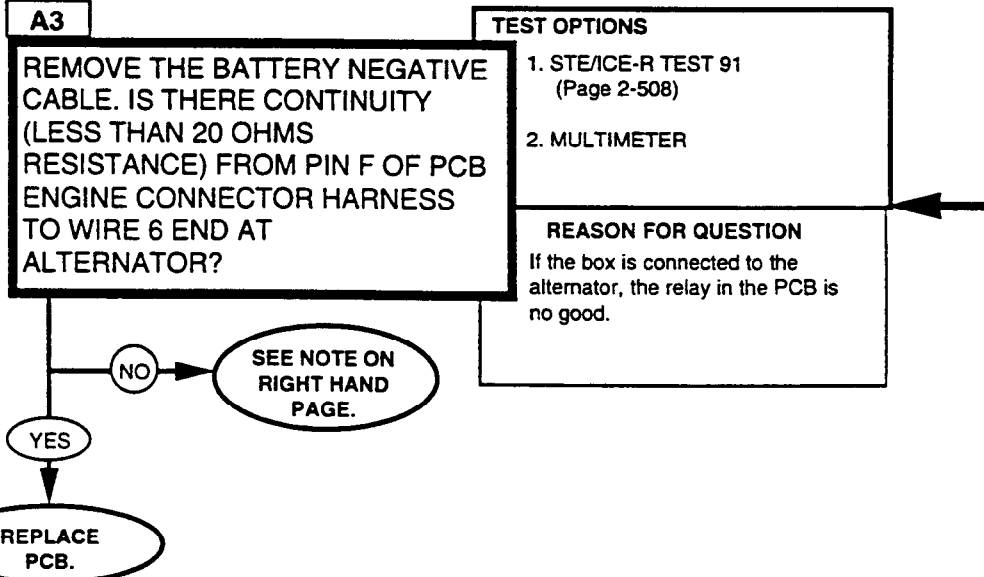 A3
REMOVE THE BATTERY NEGATIVE
CABLE. IS THERE CONTINUITY
(LESS THAN 20 OHMS
RESISTANCE) FROM PIN F OF PCB
ENGINE CONNECTOR HARNESS
TO WIRE 6 END AT
ALTERNATOR?
TEST OPTIONS
1. STE/ICE-R TEST 91
(Page 2-508)
2. MULTIMETER
REASON FOR QUESTION
If the box is connected to the
alternator, the relay in the PCB is
no good.
NO
SEE NOTE ON
RIGHT HAND
PAGE.
YES
REPLACE
PCB.